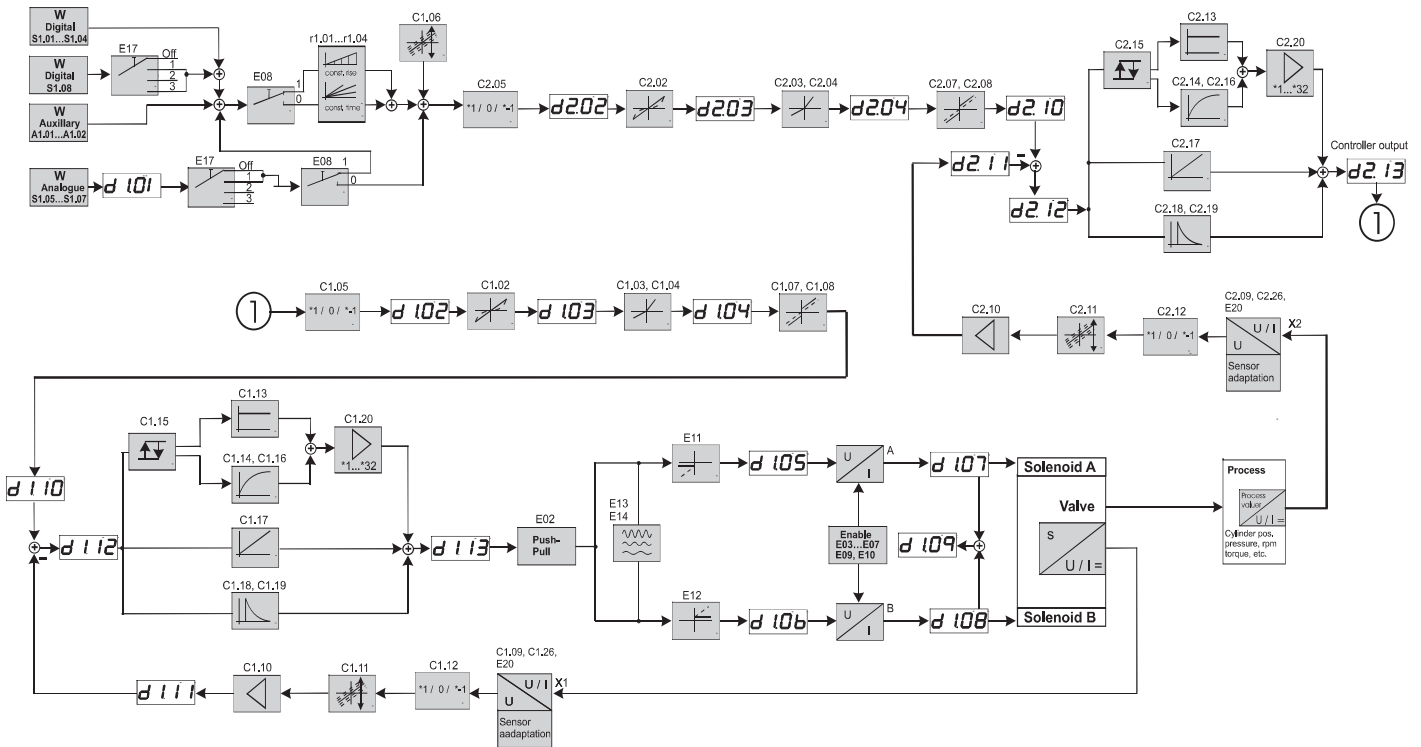 W
Digital
S1.01...S1.04
W
Digital
S1.08
W
Auxillary
A1.01...A1.02
W
Analogue
S1.05...S1.07
d1.01
E17
Off
1
2
3
E08
1
0
r1.01...r1.04
const. rise
const. time
C1.06
E17
Off
1
2
3
E08
1
0
C2.05
*1 / 0 / *-1
d2.02
C2.02
d2.03
C2.03, C2.04
d2.04
C2.07, C2.08
d2.10
d2.11
-
d2.12
C2.15
C2.13
C2.14, C2.16
C2.20
*1...*32
C2.17
C2.18, C2.19
Controller output
d2.13
1
1
C1.05
*1 / 0 / *-1
d1.02
C1.02
d1.03
C1.03, C1.04
d1.04
C1.07, C1.08
C2.10
C2.11
C2.12
*1 / 0 / *-1
C2.09, C2.26,
E20
U / I
U
X2
Sensor
adaptation
d1.10
-
d1.12
C1.15
C1.13
C1.14, C1.16
C1.20
*1...*32
C1.17
C1.18, C1.19
d1.13
E02
Push-
Pull
E13
E14
E11
d1.05
U
I
A
d1.07
Enable
E03...E07
E09, E10
d1.09
E12
d1.06
U
I
B
d1.08
Solenoid A
Valve
S
U / I =
Solenoid B
Process
Process
valuer
U / I =
Cylinder pos.
pressure, rpm
torque, etc.
d1.11
C1.10
C1.11
C1.12
*1 / 0 / *-1
C1.09, C1.26,
E20
U / I
U
X1
Sensor
aadaptation